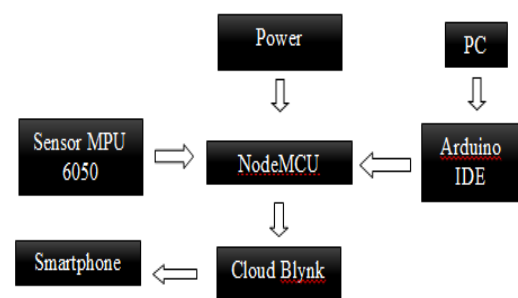 Power
PC
Sensor MPU
6050
NodeMCU
Arduino
IDE
Smartphone
Cloud Blynk